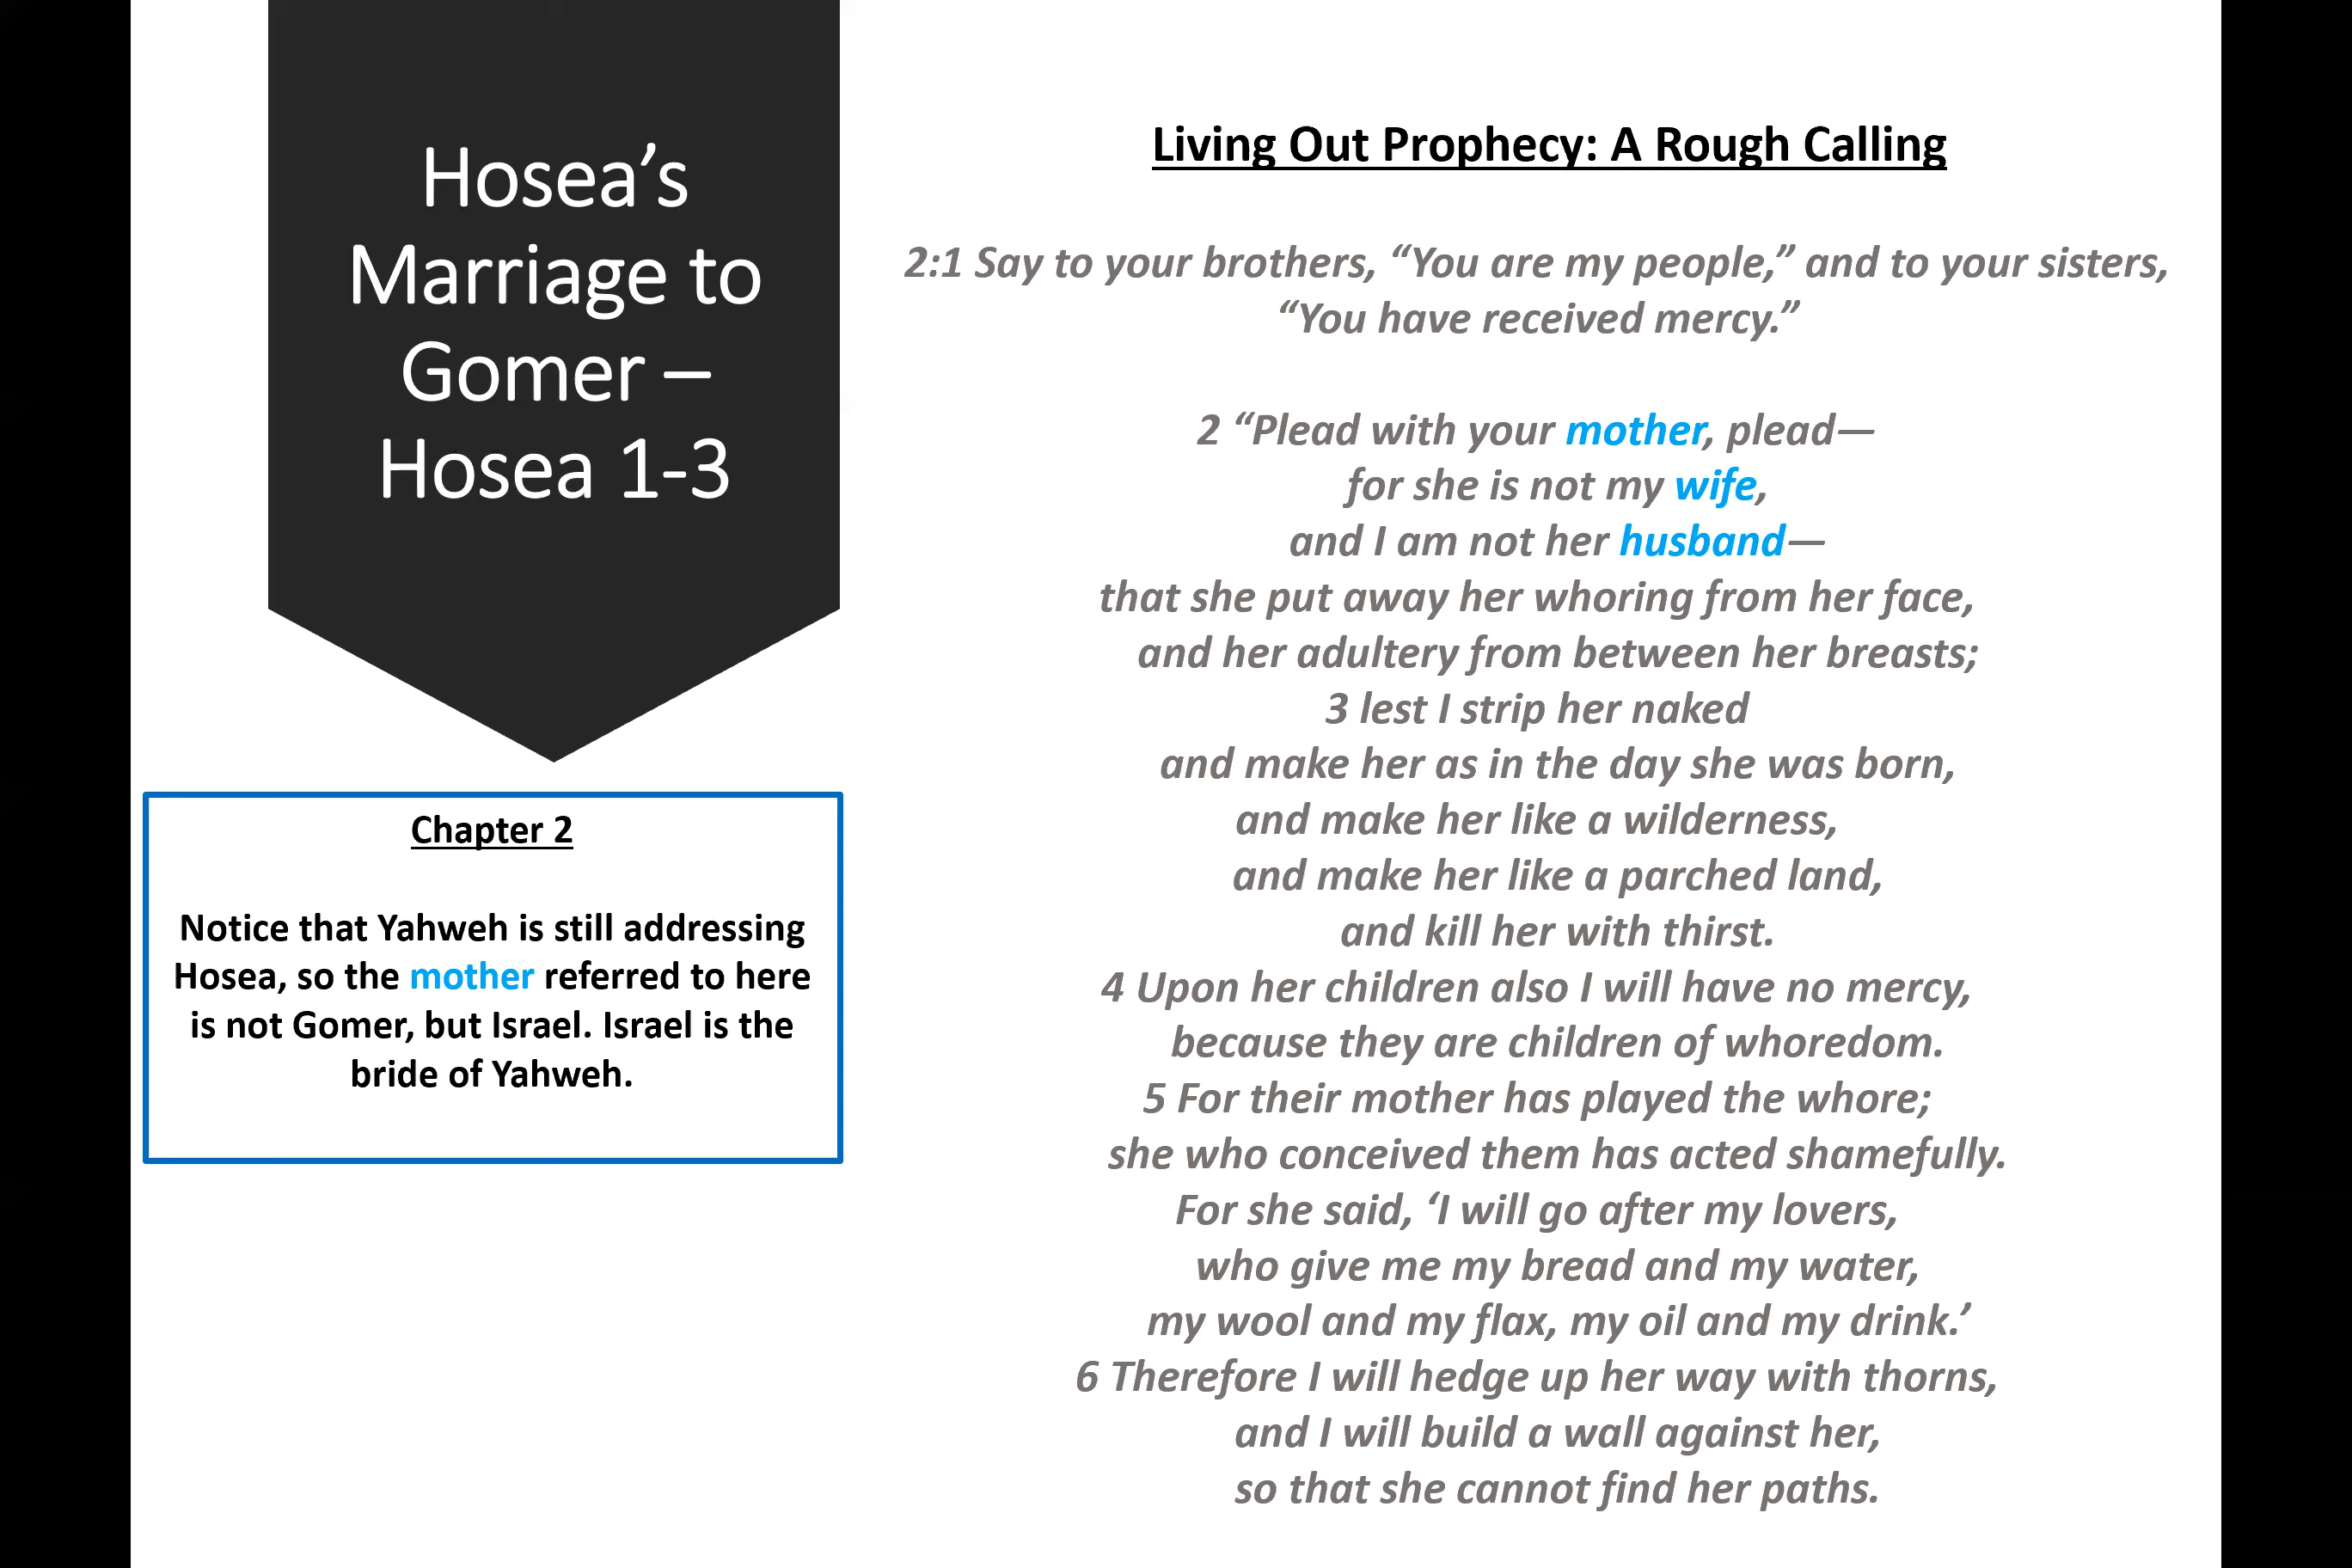 Hosea’s
Marriage to
Gomer –
Hosea 1-3
Chapter 2
Notice that Yahweh is still addressing
Hosea, so the mother referred to here
is not Gomer, but Israel. Israel is the
bride of Yahweh.
Living Out Prophecy: A Rough Calling
2:1 Say to your brothers, “You are my people,” and to your sisters,
“You have received mercy.”
2 “Plead with your mother, plead—
for she is not my wife,
and I am not her husband—
that she put away her whoring from her face,
and her adultery from between her breasts;
3 lest I strip her naked
and make her as in the day she was born,
and make her like a wilderness,
and make her like a parched land,
and kill her with thirst.
4 Upon her children also I will have no mercy,
because they are children of whoredom.
5 For their mother has played the whore;
she who conceived them has acted shamefully.
For she said, ‘I will go after my lovers,
who give me my bread and my water,
my wool and my flax, my oil and my drink.’
6 Therefore I will hedge up her way with thorns,
and I will build a wall against her,
so that she cannot find her paths.